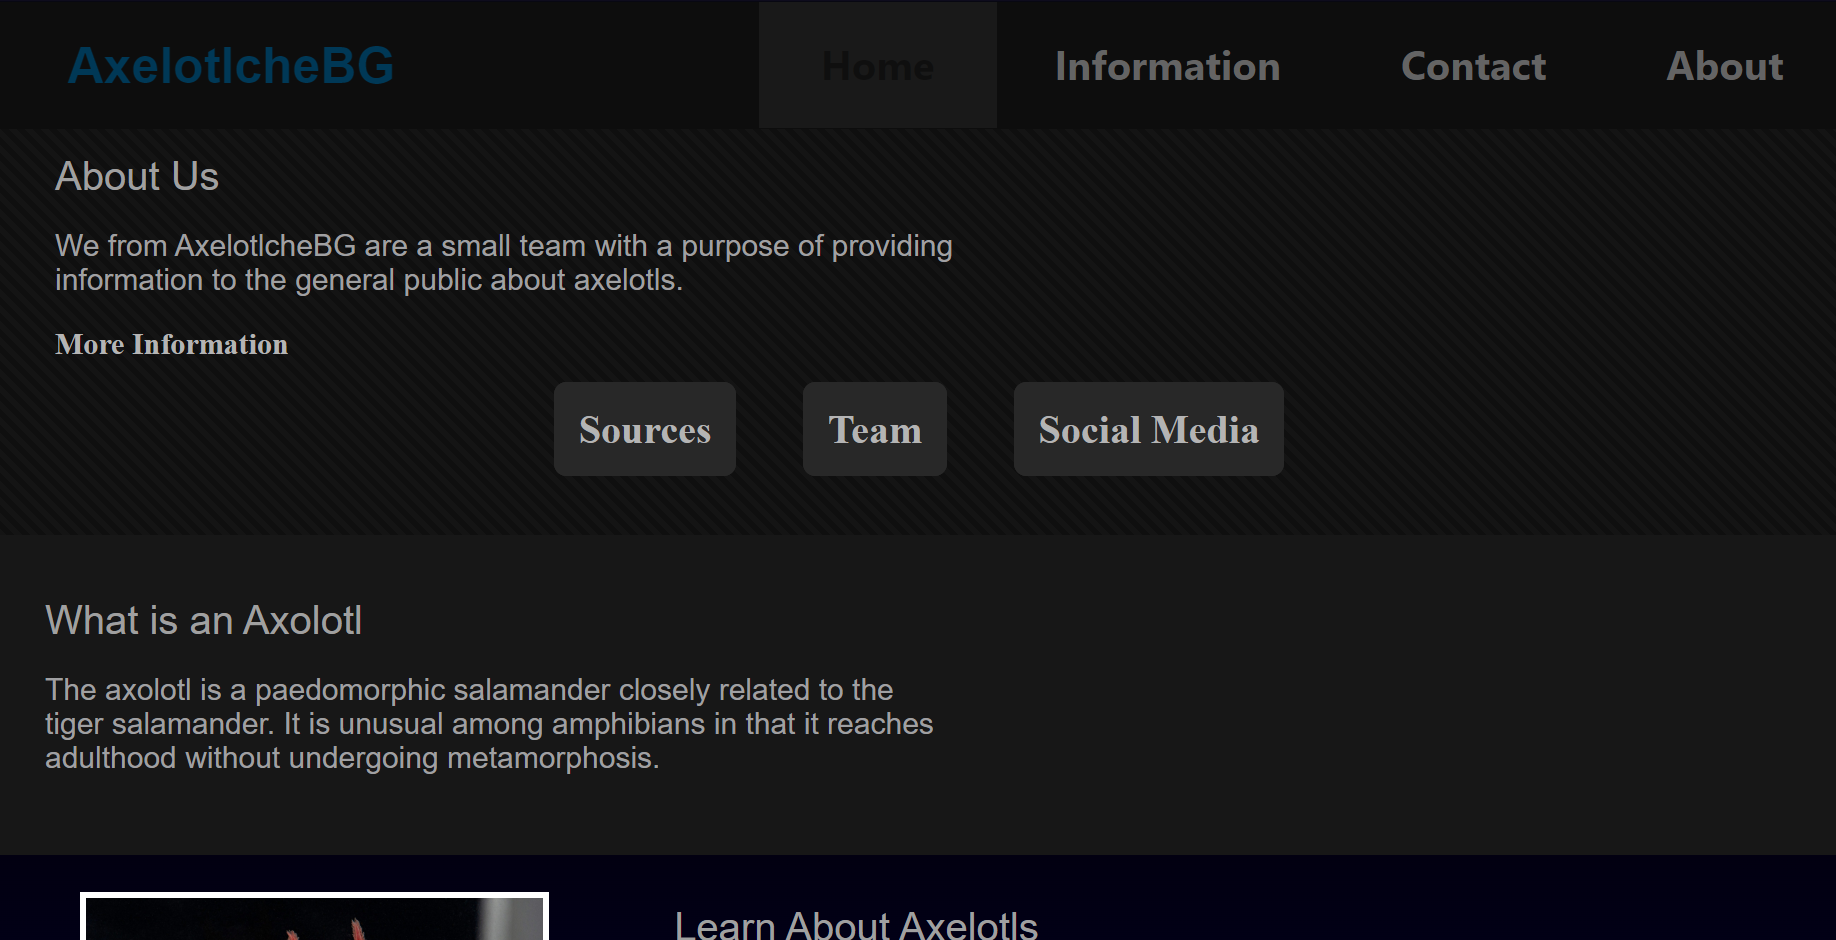 AxelotlcheBG
Home
Information
Contact
About
About Us
We from AxelotlcheBG are a small team with a purpose of providing
information to the general public about axelotls.
More Information
Sources
Team
Social Media
What is an Axolotl
The axolotl is a paedomorphic salamander closely related to the
tiger salamander. It is unusual among amphibians in that it reaches
adulthood without undergoing metamorphosis.
Learn About Axelotls